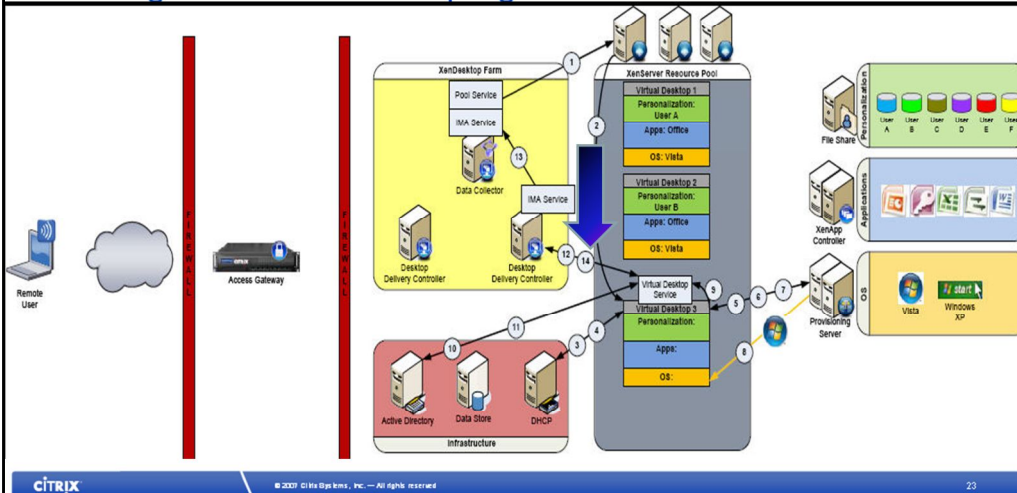 XenDesktop Farm
Pool Service
IMA Service
Data Collector
IMA Service
Desktop
Delivery Controller
Desktop
Delivery Controller
1
2
13
12
14
XenServer Resource Pool
Virtual Desktop 1
Personalization:
User A
Apps: Office
OS: Vista
Virtual Desktop 2
Personalization:
User B
Apps: Office
OS: Vista
Virtual Desktop
Service
Virtual Desktop 3
Personalization:
Apps:
OS:
9
5
6
7
8
11
10
3
4
FIREWALL
FIREWALL
Remote
User
CITRIX
Access Gateway
Active Directory
Data Store
DHCP
Infrastructure
File Share
Personalization
User
A
User
B
User
C
User
D
User
E
User
F
XenApp
Controller
Applications
Provisioning
Server
OS
Vista
start
Windows
XP
CITRIX
© 2007 Citrix Systems, Inc. — All rights reserved
23